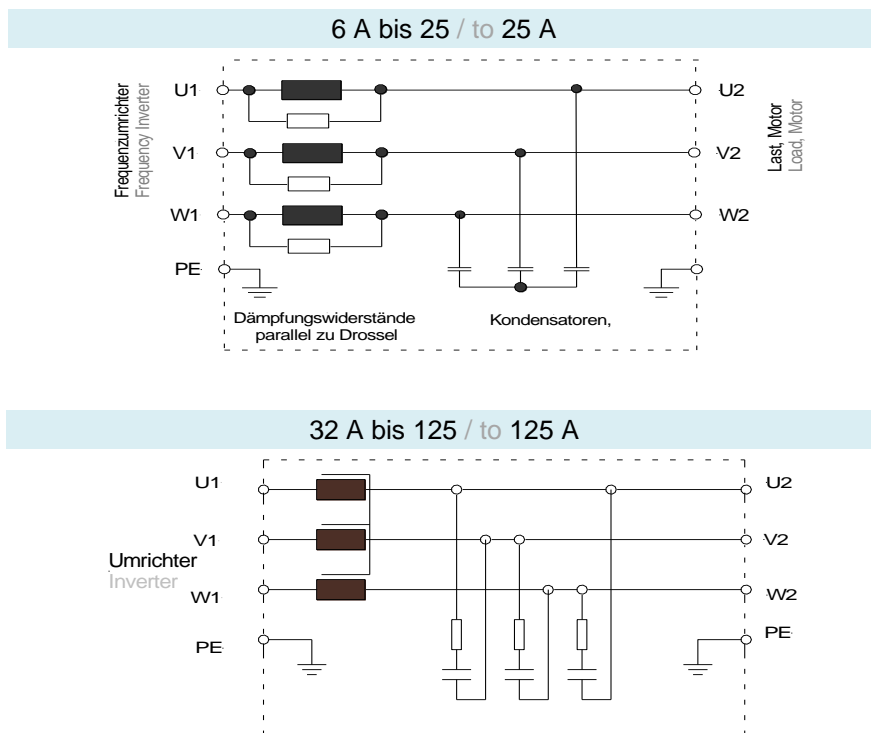 6 A bis 25 / to 25 A
Frequenzumrichter
Frequency Inverter
U1
U2
V1
V2
W1
W2
PE
Last, Motor
Load, Motor
Dämpfungswiderstände
parallel zu Drossel
Kondensatoren,
32 A bis 125 / to 125 A
U1
U2
V1
V2
Umrichter
Inverter
W1
W2
PE
PE